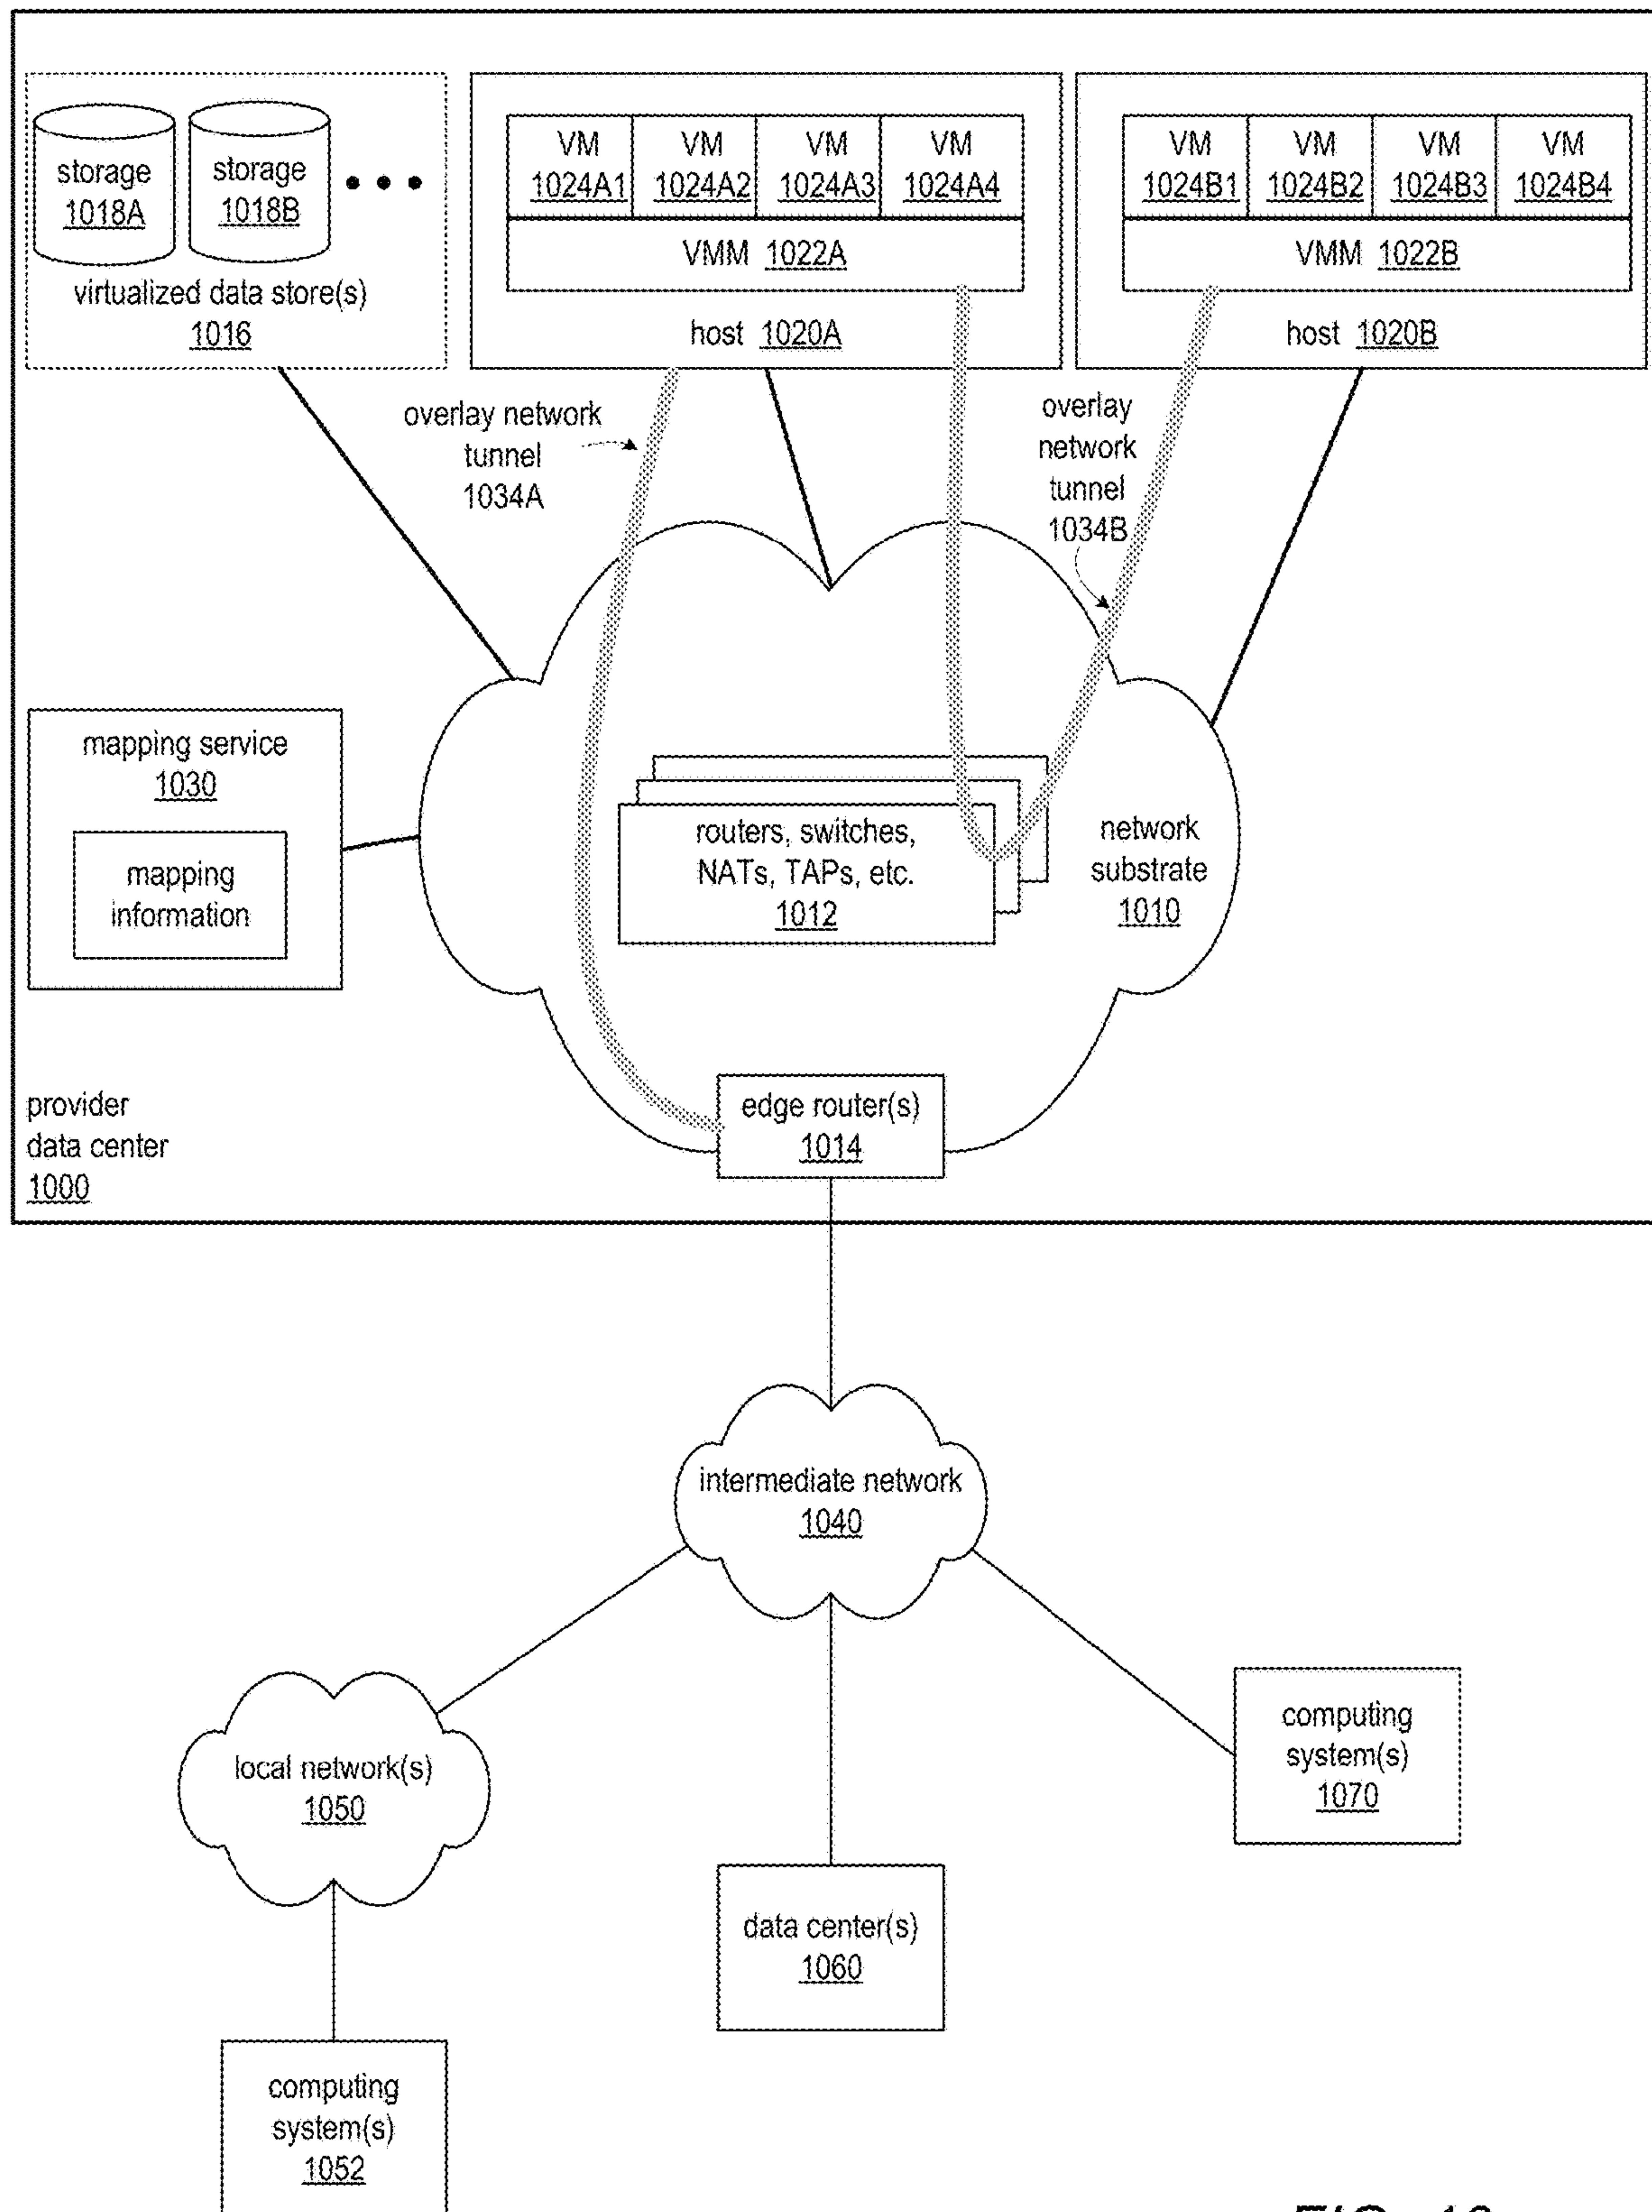 storage
1018A
storage
1018B
virtualized data store(s)
1016
VM
1024A1
VM
1024A2
VM
1024A3
VM
1024A4
VMM 1022A
host 1020A
VM
1024B1
VM
1024B2
VM
1024B3
VM
1024B4
VMM 1022B
host 1020B
overlay network
tunnel
1034A
overlay
network
tunnel
1034B
mapping service
1030
mapping
information
routers, switches,
NATs, TAPs, etc.
1012
network
substrate
1010
provider
data center
1000
edge router(s)
1014
intermediate network
1040
local network(s)
1050
computing
system(s)
1070
data center(s)
1060
computing
system(s)
1052